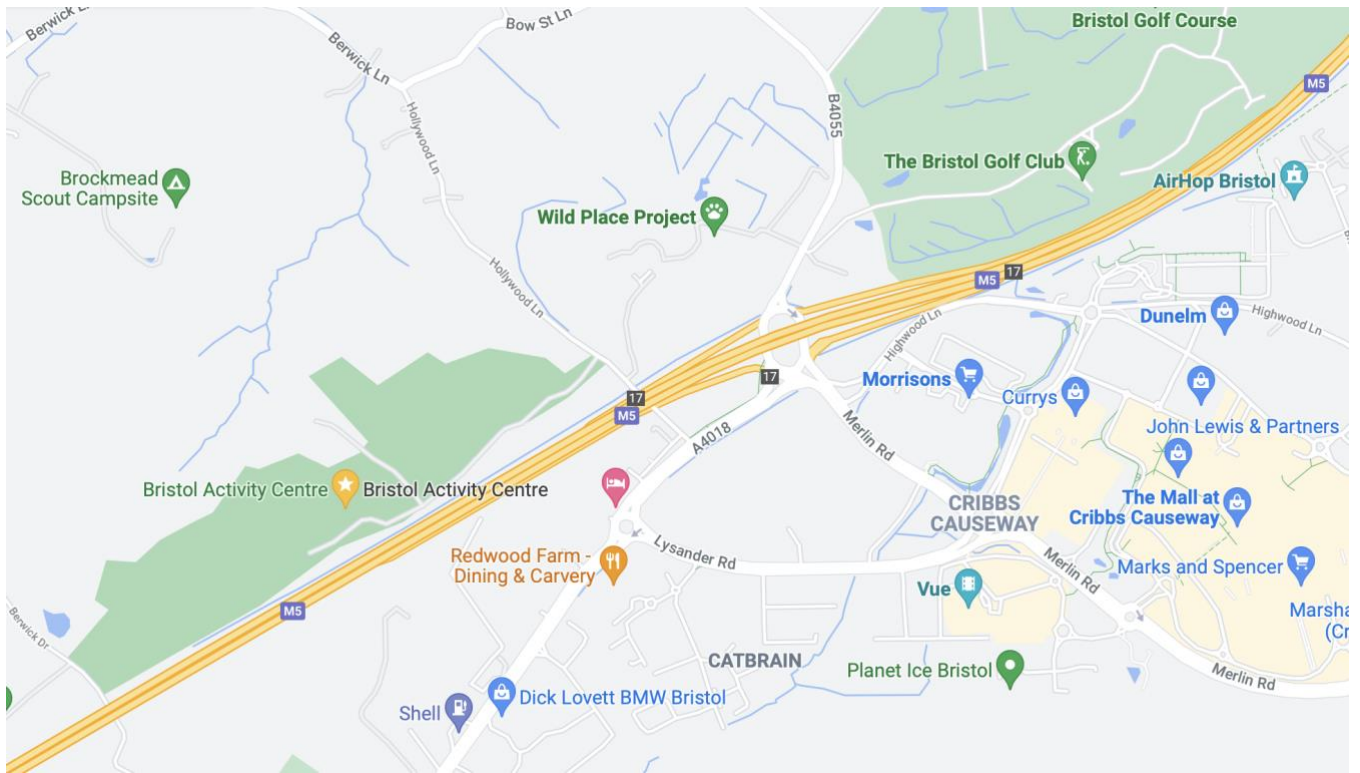 Berwick Ln
Bow St Ln
Bristol Golf Course
Berwick Ln
M5
B4055
Hollywood Ln
The Bristol Golf Club
AirHop Bristol
Brockmead
Scout Campsite
Wild Place Project
Hollywood Ln
M5
17
Highwood Ln
Dunelm
Highwood Ln
17
Morrisons
Currys
17
M5
Merlin Rd
John Lewis & Partners
A4018
Bristol Activity Centre
Bristol Activity Centre
CRIBBS
CAUSEWAY
The Mall at
Cribbs Causeway
Redwood Farm -
Dining & Carvery
Lysander Rd
Merlin Rd
Marks and Spencer
Vue
M5
Marsha
(Cr
Berwick Dr
CATBRAIN
Planet Ice Bristol
Merlin Rd
Shell
Dick Lovett BMW Bristol